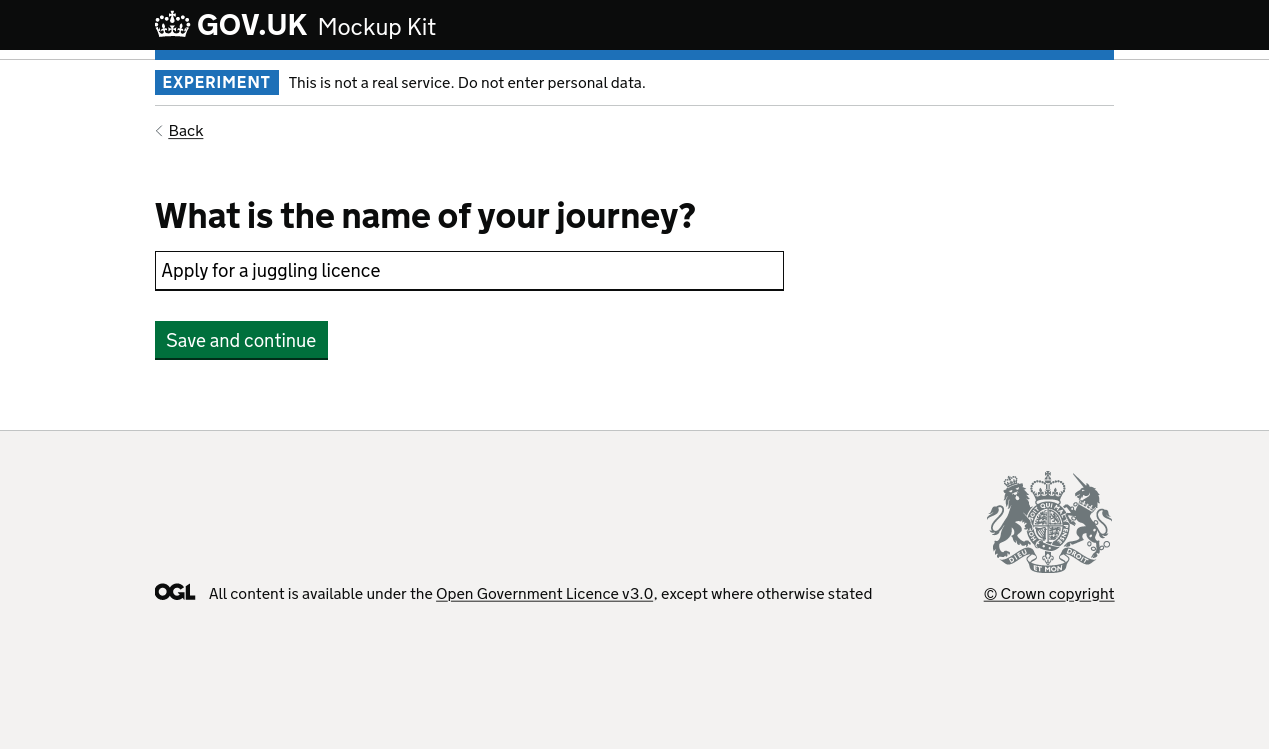 GOV.UK Mockup Kit
EXPERIMENT This is not a real service. Do not enter personal data.
Back
What is the name of your journey?
Apply for a juggling licence
Save and continue
OGL All content is available under the Open Government Licence v3.0, except where otherwise stated
DIEU ET MON DROIT
© Crown copyright